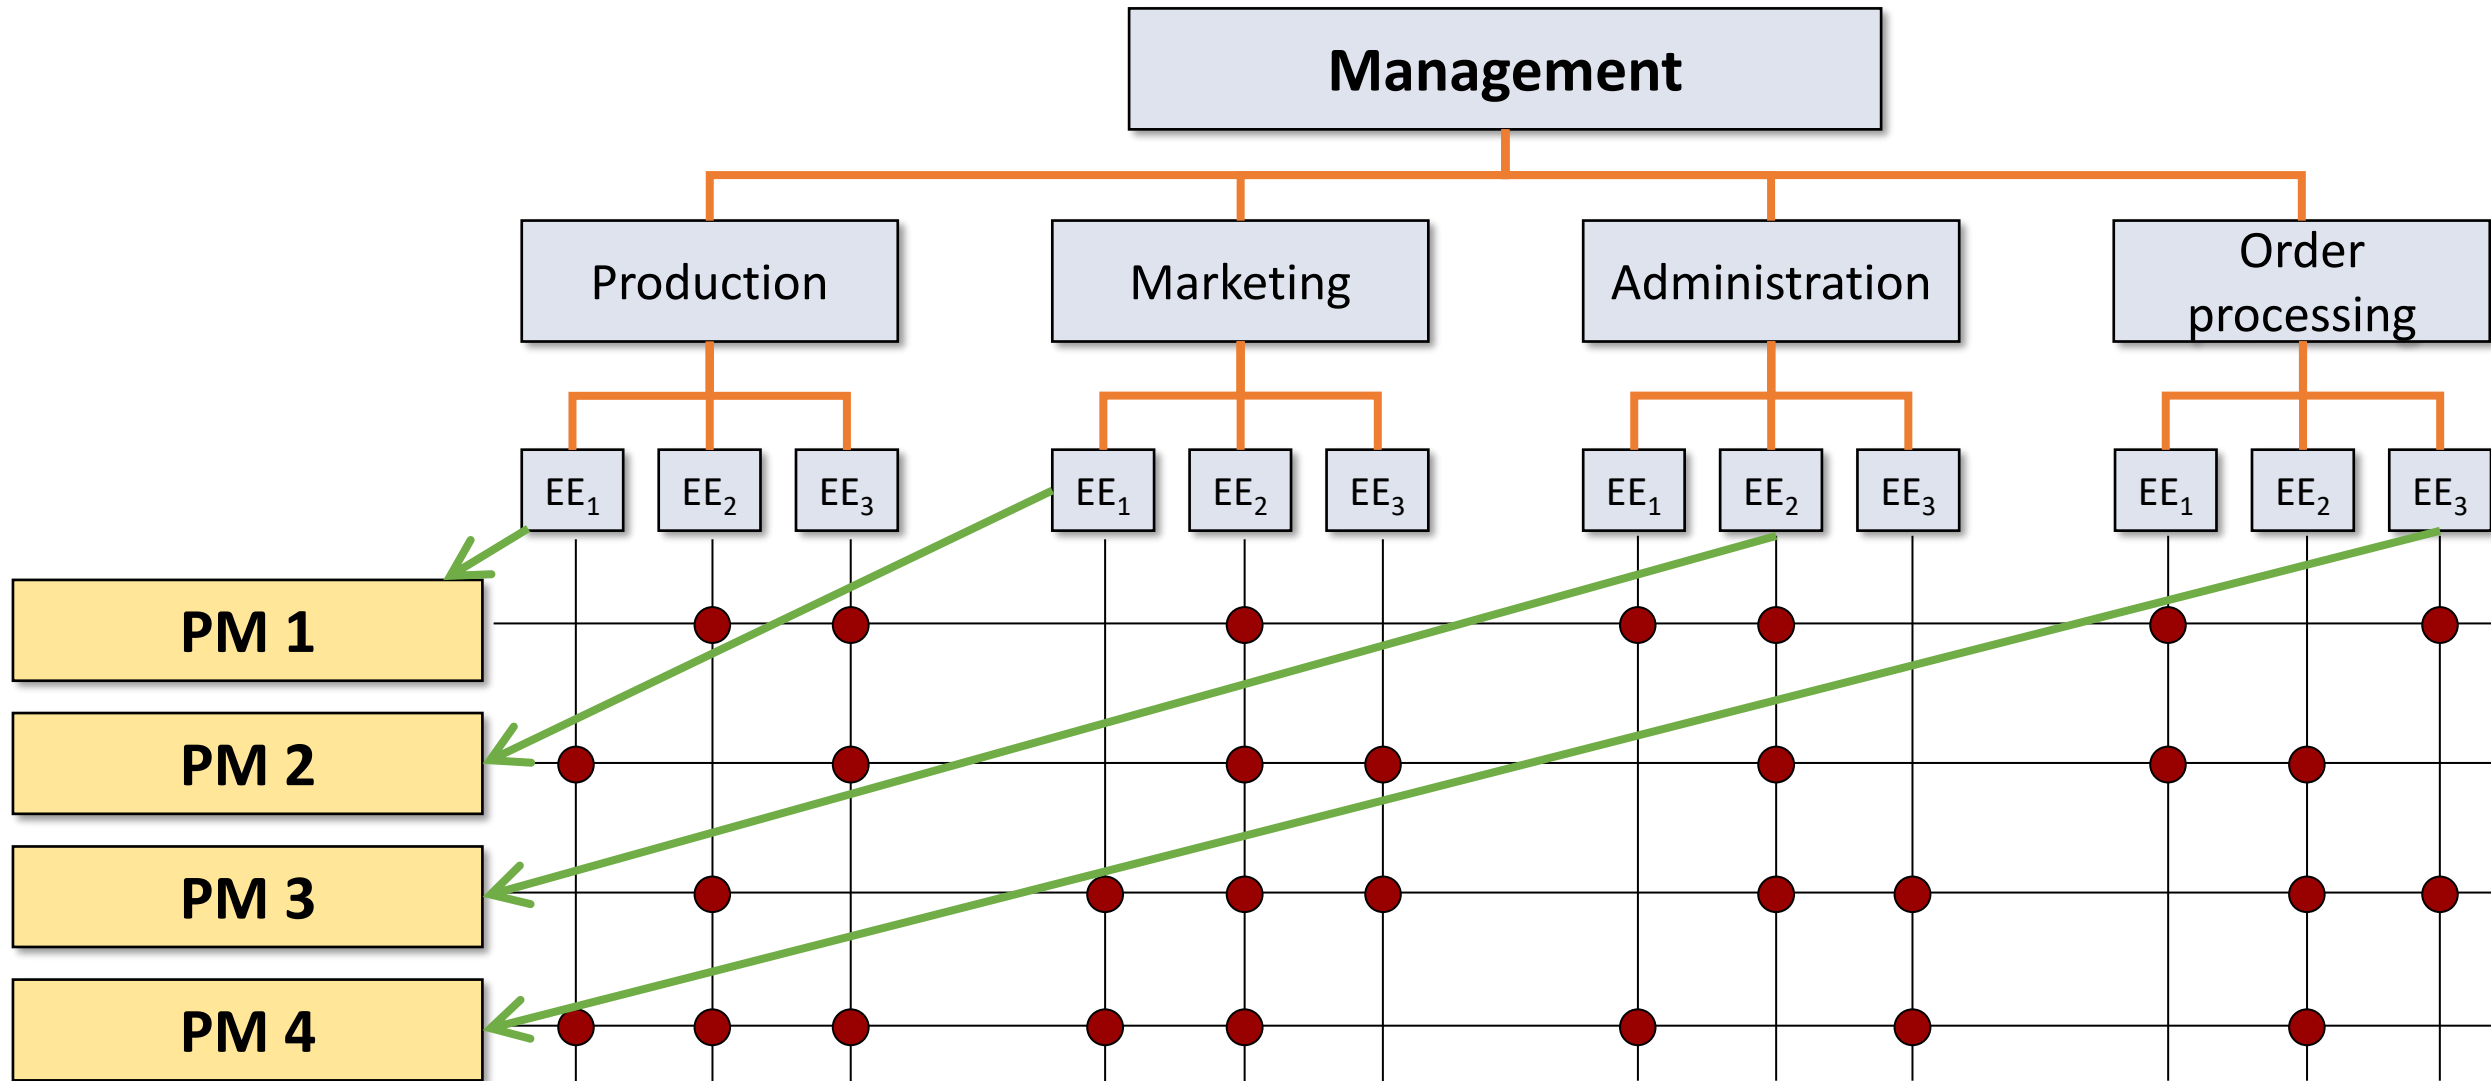 Management
Production
Marketing
Administration
Order
processing
EE₁ EE₂ EE₃ EE₁ EE₂ EE₃ EE₁ EE₂ EE₃ EE₁ EE₂ EE₃
PM 1
PM 2
PM 3
PM 4